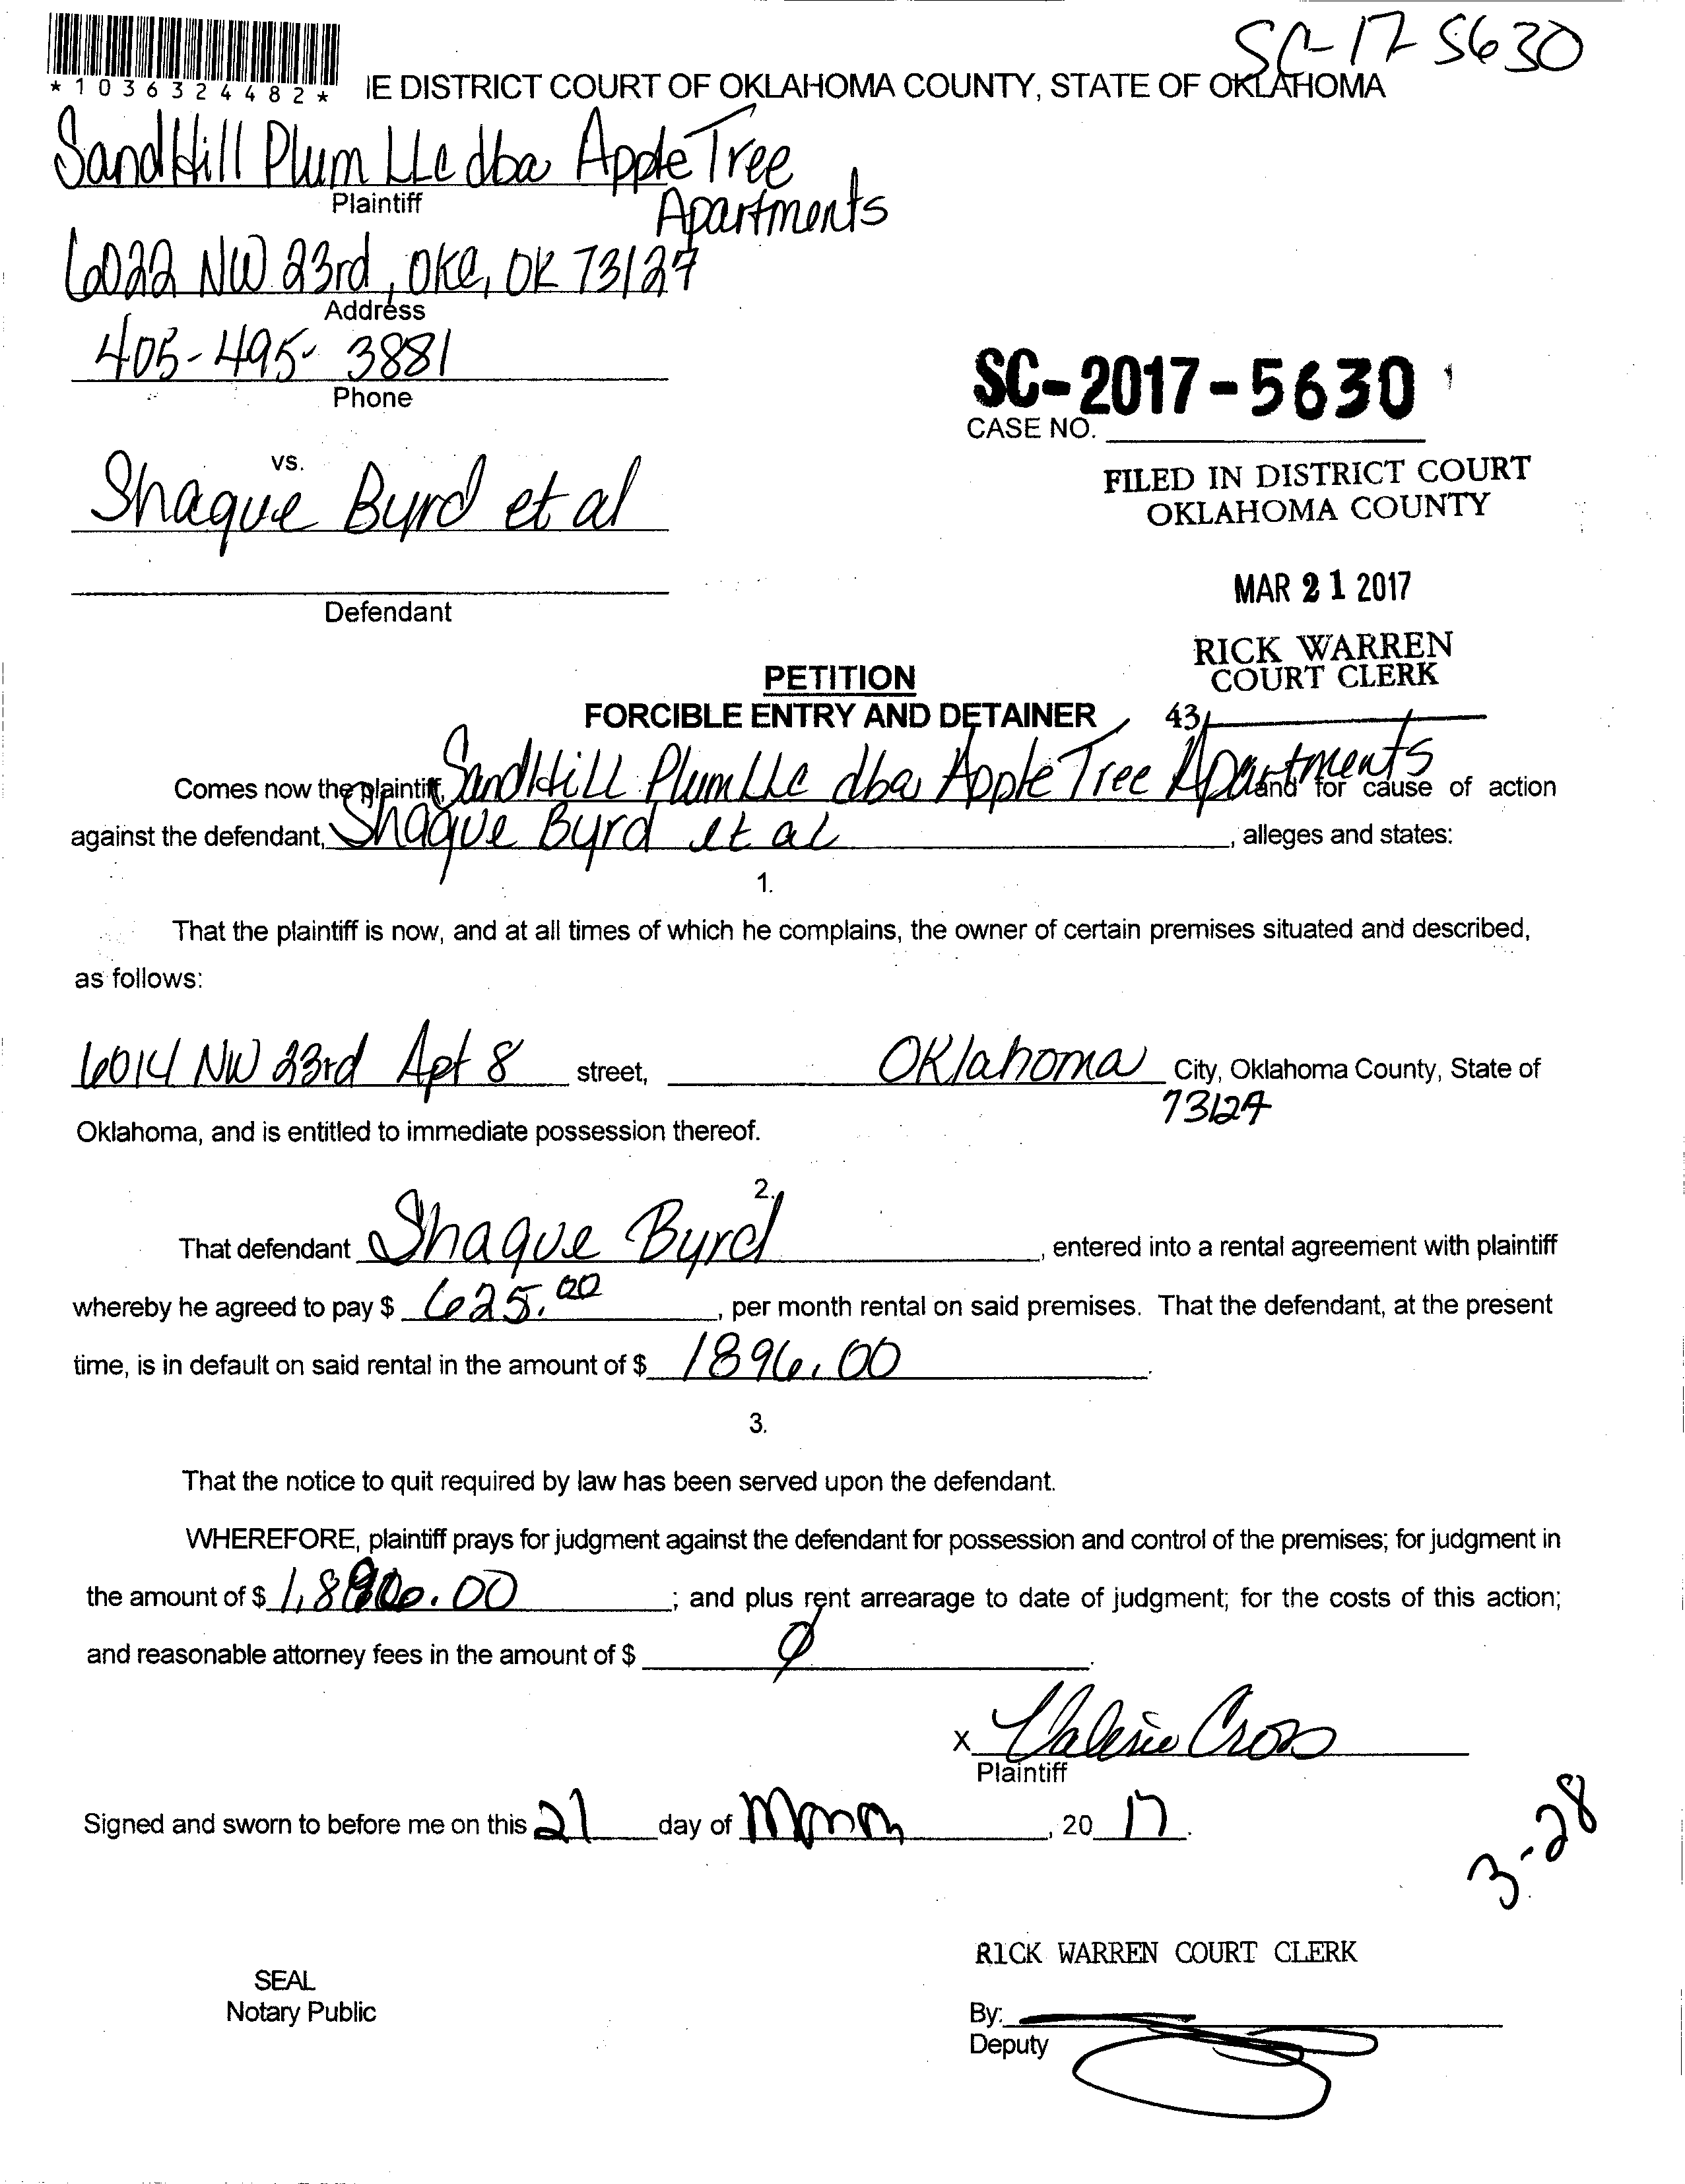 SC-17-5630
*1036324482*
IE DISTRICT COURT OF OKLAHOMA COUNTY, STATE OF OKLAHOMA
SandHill Plum LLC dba Apple Tree
Apartments
Plaintiff
6022 NW 23rd, OKC, OK 73127
Address
405-495-3881
Phone
SC-2017-5630
CASE NO.
vs.
Shaque Byrd et al
Defendant
FILED IN DISTRICT COURT
OKLAHOMA COUNTY
MAR 21 2017
RICK WARREN
COURT CLERK
43
PETITION
FORCIBLE ENTRY AND DETAINER
Comes now the plaintiff, SandHill Plum LLC dba Apple Tree Apartments and for cause of action
against the defendant, Shaque Byrd et al, alleges and states:
1.
That the plaintiff is now, and at all times of which he complains, the owner of certain premises situated and described,
as follows:
6014 NW 23rd Apt 8 street, Oklahoma City, Oklahoma County, State of
73127
Oklahoma, and is entitled to immediate possession thereof.
2.
That defendant Shaque Byrd, entered into a rental agreement with plaintiff
whereby he agreed to pay $ 625.00, per month rental on said premises. That the defendant, at the present
time, is in default on said rental in the amount of $ 1896.00.
3.
That the notice to quit required by law has been served upon the defendant.
WHEREFORE, plaintiff prays for judgment against the defendant for possession and control of the premises; for judgment in
the amount of $ ; and plus rent arrearage to date of judgment; for the costs of this action;
and reasonable attorney fees in the amount of $ Ø.
x Valerie Cross
Plaintiff
Signed and sworn to before me on this 21 day of March, 2017.
3-28
RICK WARREN COURT CLERK
SEAL
Notary Public
By:
Deputy